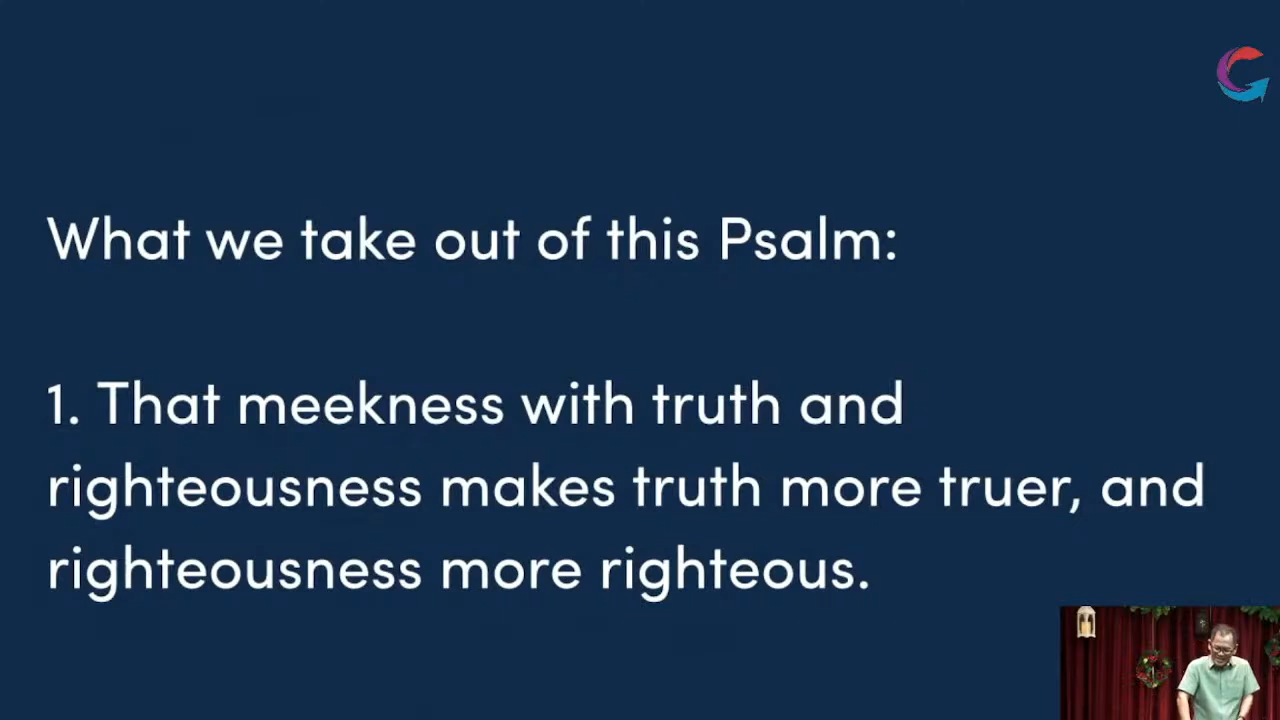 What we take out of this Psalm:
1. That meekness with truth and
righteousness makes truth more truer, and
righteousness more righteous.